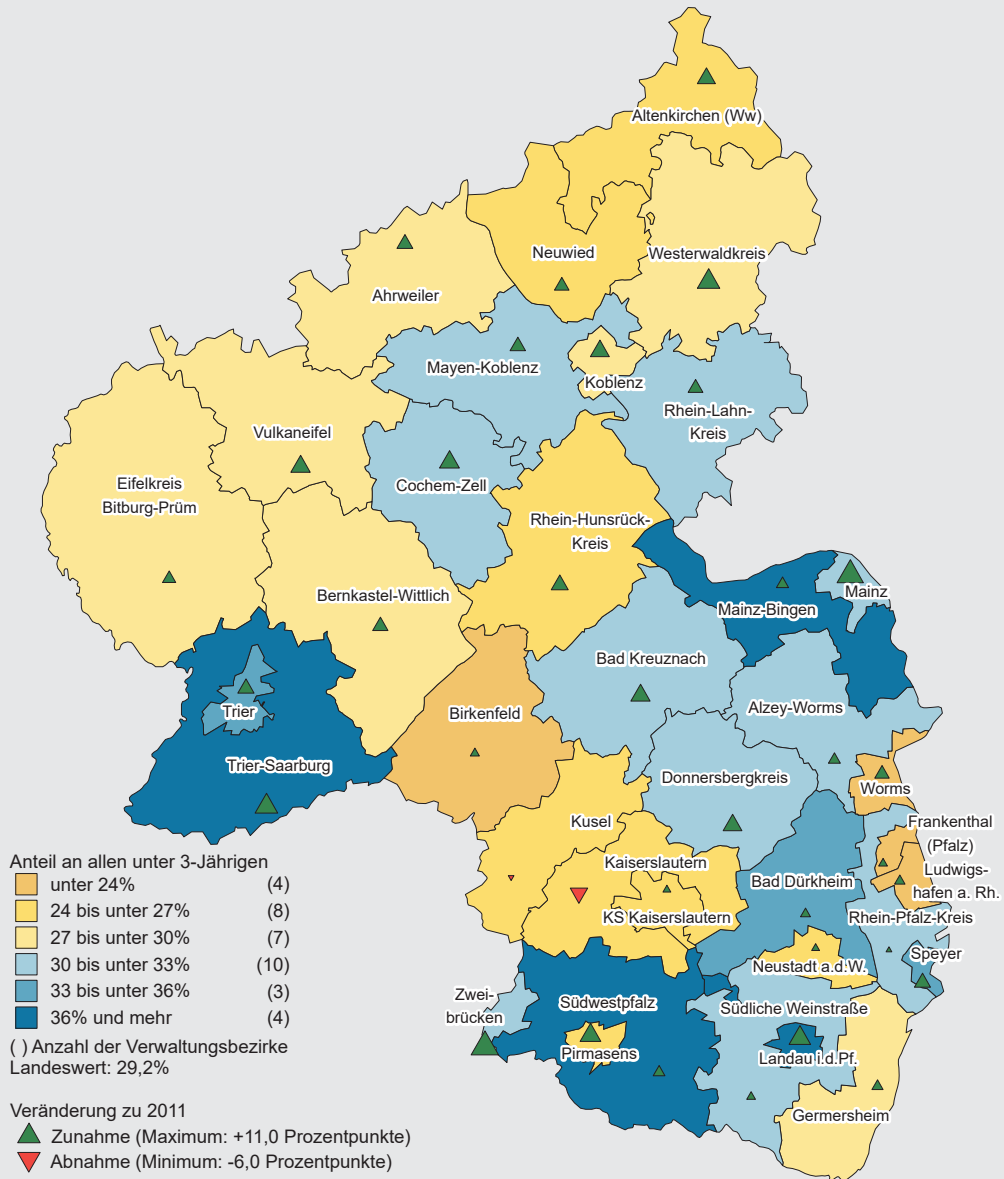 Altenkirchen (Ww)
Neuwied
Westerwaldkreis
Ahrweiler
Mayen-Koblenz
Koblenz
Rhein-Lahn-
Kreis
Vulkaneifel
Cochem-Zell
Eifelkreis
Bitburg-Prüm
Rhein-Hunsrück-
Kreis
Bernkastel-Wittlich
Mainz-Bingen
Mainz
Bad Kreuznach
Trier
Birkenfeld
Alzey-Worms
Trier-Saarburg
Donnersbergkreis
Worms
Kusel
Frankenthal
(Pfalz)
Kaiserslautern
Ludwigs-
hafen a. Rh.
Bad Dürkheim
KS Kaiserslautern
Rhein-Pfalz-Kreis
Speyer
Neustadt a.d.W.
Zwei-
brücken
Südwestpfalz
Südliche Weinstraße
Pirmasens
Landau i.d.Pf.
Germersheim
Anteil an allen unter 3-Jährigen
unter 24% (4)
24 bis unter 27% (8)
27 bis unter 30% (7)
30 bis unter 33% (10)
33 bis unter 36% (3)
36% und mehr (4)
( ) Anzahl der Verwaltungsbezirke
Landeswert: 29,2%
Veränderung zu 2011
Zunahme (Maximum: +11,0 Prozentpunkte)
Abnahme (Minimum: -6,0 Prozentpunkte)